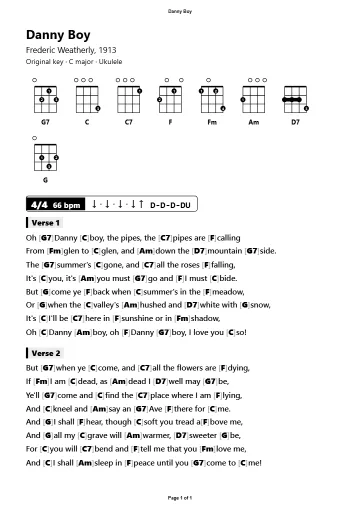 Danny Boy
Danny Boy
Frederic Weatherly, 1913
Original key · C major · Ukulele
G7 C C7 F Fm Am D7
G
4/4 66 bpm ↓ · ↓ · ↓ · ↓ ↑ D–D–D–DU
Verse 1
Oh [G7]Danny [C]boy, the pipes, the [C7]pipes are [F]calling
From [Fm]glen to [C]glen, and [Am]down the [D7]mountain [G7]side.
The [G7]summer's [C]gone, and [C7]all the roses [F]falling,
It's [C]you, it's [Am]you must [G7]go and [F]I must [C]bide.
But [G]come ye [F]back when [C]summer's in the [F]meadow,
Or [G]when the [C]valley's [Am]hushed and [D7]white with [G]snow,
It's [C]I'll be [C7]here in [F]sunshine or in [Fm]shadow,
Oh [C]Danny [Am]boy, oh [F]Danny [G7]boy, I love you [C]so!
Verse 2
But [G7]when ye [C]come, and [C7]all the flowers are [F]dying,
If [Fm]I am [C]dead, as [Am]dead I [D7]well may [G7]be,
Ye'll [G7]come and [C]find the [C7]place where I am [F]lying,
And [C]kneel and [Am]say an [G7]Ave [F]there for [C]me.
And [G]I shall [F]hear, though [C]soft you tread a[F]bove me,
And [G]all my [C]grave will [Am]warmer, [D7]sweeter [G]be,
For [C]you will [C7]bend and [F]tell me that you [Fm]love me,
And [C]I shall [Am]sleep in [F]peace until you [G7]come to [C]me!
Page 1 of 1